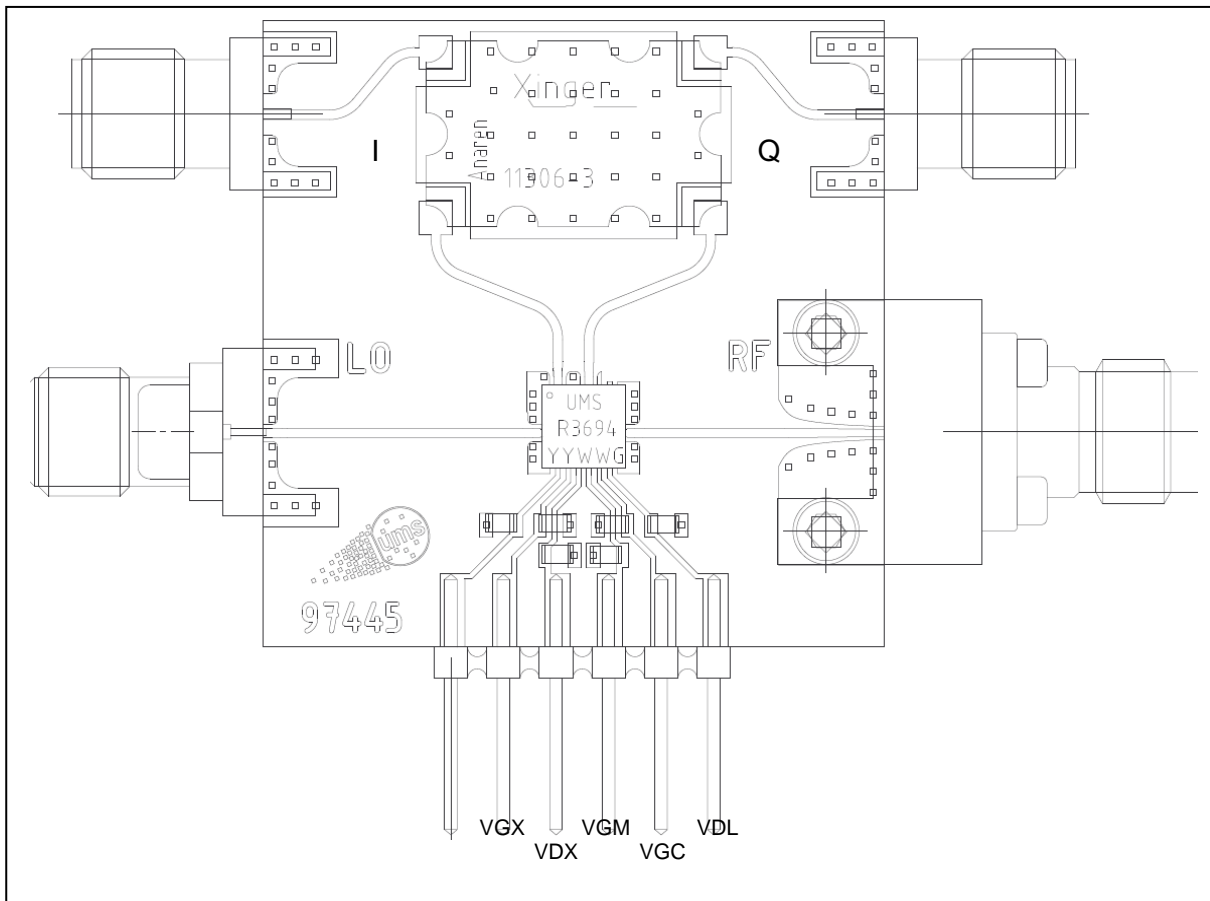 Xinger
Anaren
11306-3
I
Q
LO
RF
UMS
R3694
YYWWG
ums
97445
VGX
VDX
VGM
VGC
VDL